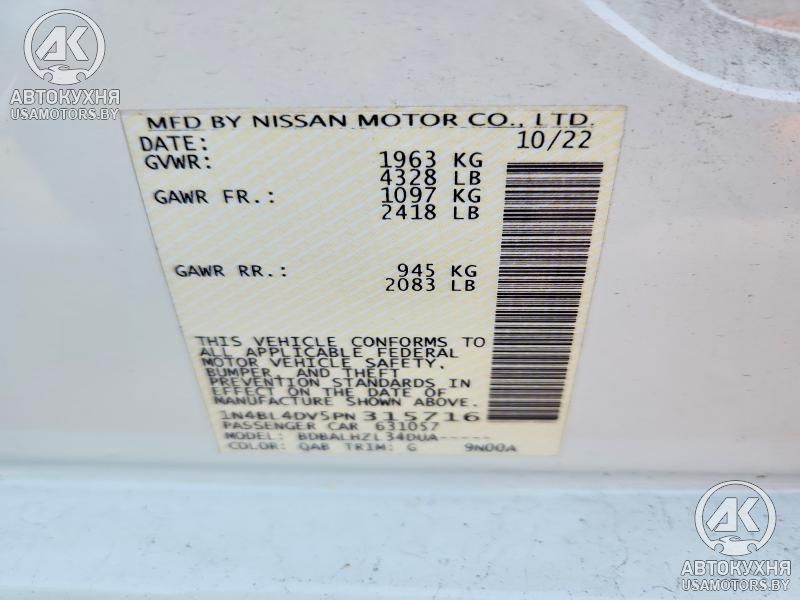 AK
АВТОКУХНЯ
USAMOTORS.BY
MFD BY NISSAN MOTOR CO., LTD.
DATE: 10/22
GVWR: 1963 KG
4328 LB
GAWR FR.: 1097 KG
2418 LB
GAWR RR.: 945 KG
2083 LB
THIS VEHICLE CONFORMS TO
ALL APPLICABLE FEDERAL
MOTOR VEHICLE SAFETY,
BUMPER, AND THEFT
PREVENTION STANDARDS IN
EFFECT ON THE DATE OF
MANUFACTURE SHOWN ABOVE.
1N4BL4DV5PN315716
PASSENGER CAR 631057
MODEL: BDBALHZL34DUA-----
COLOR: QAB TRIM: G 9N00A
AK
АВТОКУХНЯ
USAMOTORS.BY